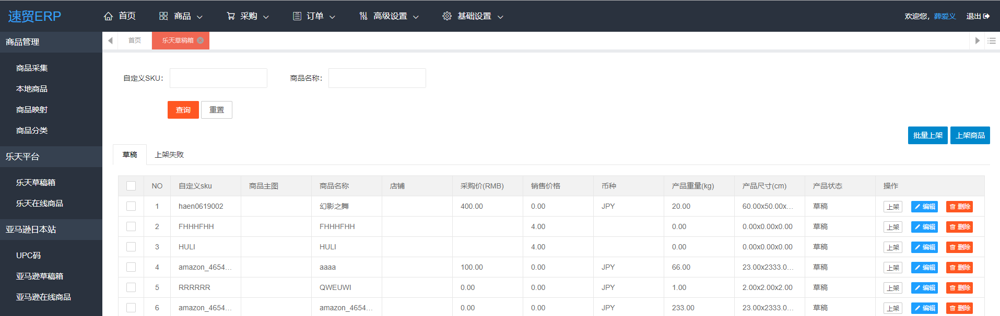 速贸ERP 首页 商品 采购 订单 高级设置 基础设置 欢迎您，葬爱义 退出
商品管理
商品采集
本地商品
商品映射
商品分类
乐天平台
乐天草稿箱
乐天在线商品
亚马逊日本站
UPC码
亚马逊草稿箱
亚马逊在线商品
首页 乐天草稿箱
自定义SKU： 商品名称：
查询 重置
批量上架 上架商品
草稿 上架失败
NO 自定义sku 商品主图 商品名称 店铺 采购价(RMB) 销售价格 币种 产品重量(kg) 产品尺寸(cm) 产品状态 操作
1 haen0619002 幻影之舞 400.00 0.00 JPY 20.00 60.00x50.00x... 草稿 上架 编辑 删除
2 FHHHFHH FHHHFHH 4.00 0.00 0.00x0.00x0.00 草稿 上架 编辑 删除
3 HULI HULI 4.00 0.00 0.00x0.00x0.00 草稿 上架 编辑 删除
4 amazon_4654... aaaa 100.00 0.00 JPY 66.00 23.00x2333.0... 草稿 上架 编辑 删除
5 RRRRRR QWEUWI 0.00 0.00 JPY 1.00 2.00x2.00x2.00 草稿 上架 编辑 删除
6 amazon_4654... amazon_4654... 0.00 0.00 JPY 233.00 23.00x2333.0... 草稿 上架 编辑 删除